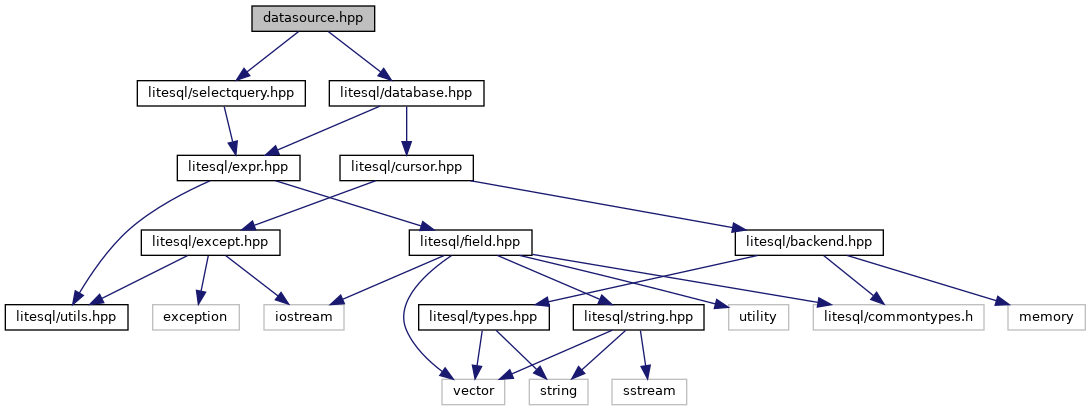 datasource.hpp
litesql/selectquery.hpp
litesql/database.hpp
litesql/expr.hpp
litesql/cursor.hpp
litesql/except.hpp
litesql/field.hpp
litesql/backend.hpp
litesql/utils.hpp
exception
iostream
litesql/types.hpp
litesql/string.hpp
utility
litesql/commontypes.h
memory
vector
string
sstream